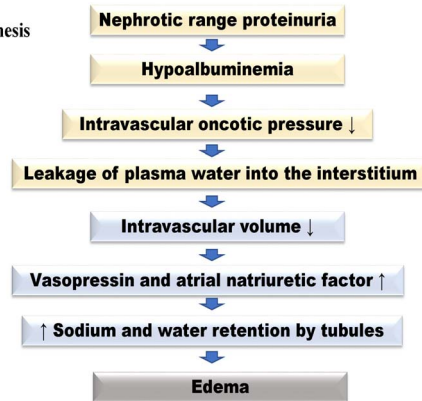 Nephrotic range proteinuria
Hypoalbuminemia
Intravascular oncotic pressure ↓
Leakage of plasma water into the interstitium
Intravascular volume ↓
Vasopressin and atrial natriuretic factor ↑
↑ Sodium and water retention by tubules
Edema